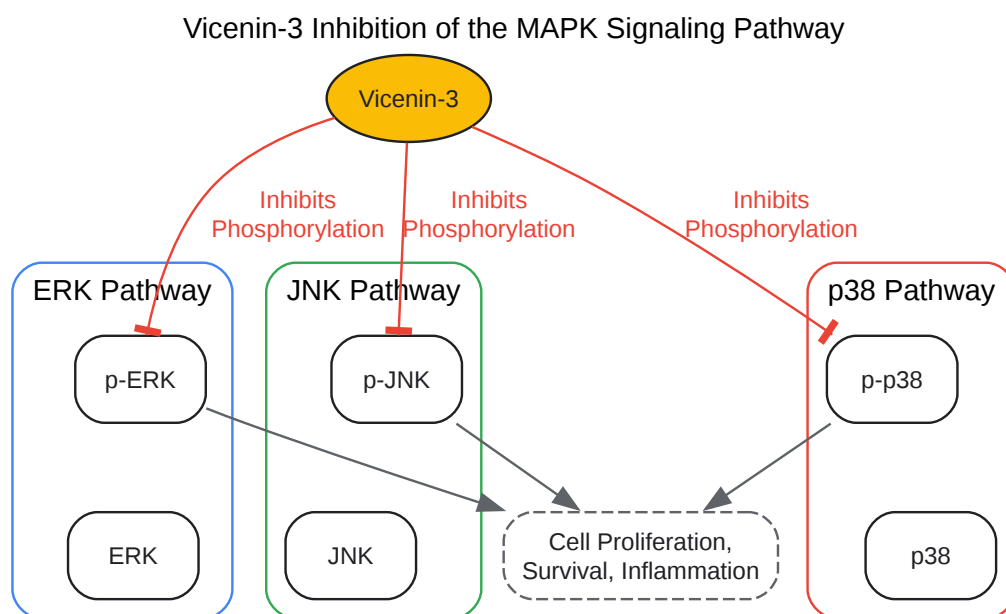 Vicenin-3 Inhibition of the MAPK Signaling Pathway
Vicenin-3
Inhibits
Phosphorylation
Inhibits
Phosphorylation
Inhibits
Phosphorylation
ERK Pathway
JNK Pathway
p38 Pathway
p-ERK
p-JNK
p-p38
ERK
JNK
Cell Proliferation,
Survival, Inflammation
p38